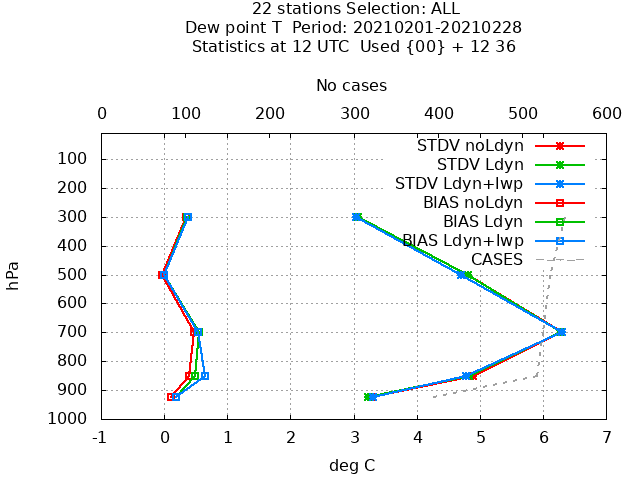 22 stations Selection: ALL
Dew point T  Period: 20210201-20210228
Statistics at 12 UTC  Used {00} + 12 36
No cases
0 100 200 300 400 500 600
STDV noLdyn
STDV Ldyn
STDV Ldyn+lwp
BIAS noLdyn
BIAS Ldyn
BIAS Ldyn+lwp
CASES
hPa
100
200
300
400
500
600
700
800
900
1000
-1 0 1 2 3 4 5 6 7
deg C